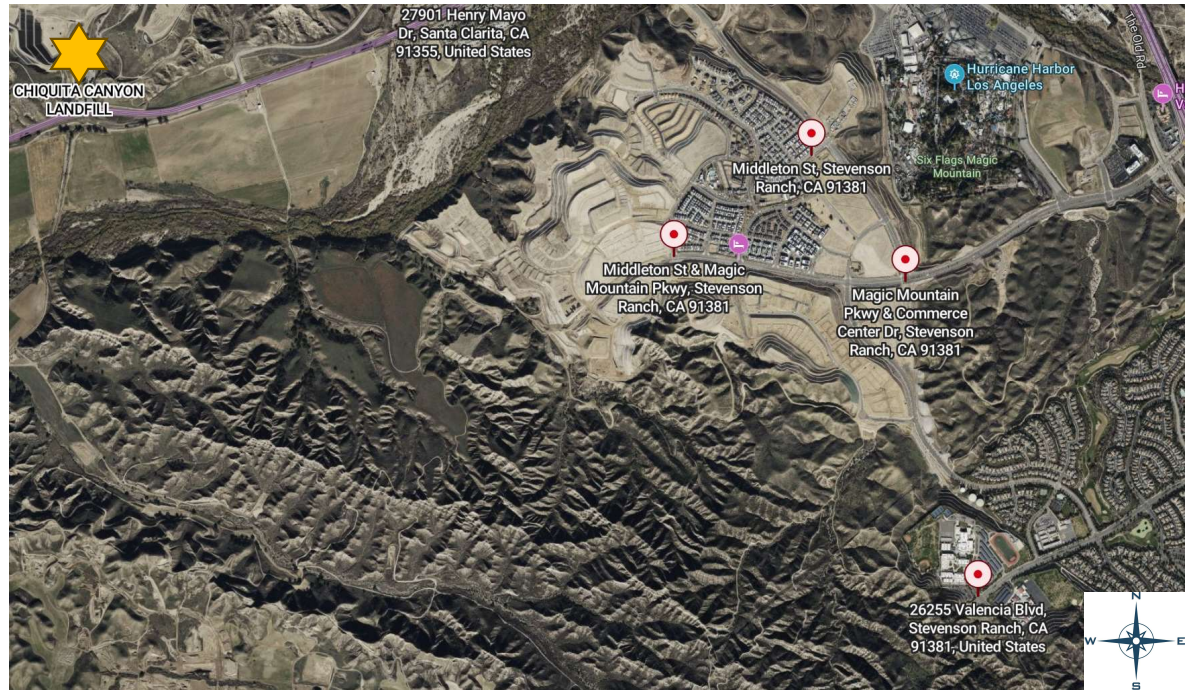 27901 Henry Mayo
Dr, Santa Clarita, CA
91355, United States
CHIQUITA CANYON
LANDFILL
The Old Rd
Hurricane Harbor
Los Angeles
H
V
Six Flags Magic
Mountain
Middleton St, Stevenson
Ranch, CA 91381
Middleton St & Magic
Mountain Pkwy, Stevenson
Ranch, CA 91381
Magic Mountain
Pkwy & Commerce
Center Dr, Stevenson
Ranch, CA 91381
26255 Valencia Blvd,
Stevenson Ranch, CA
91381, United States
N
W E
S